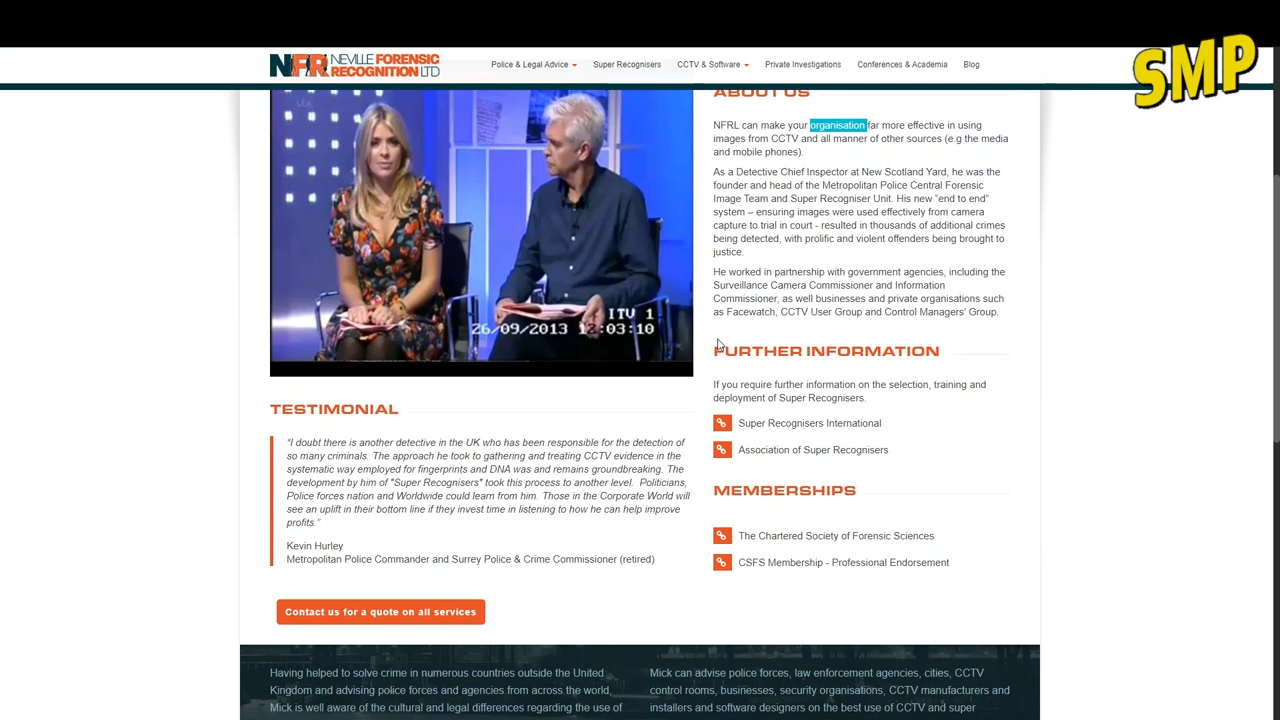 SMP
NFR NEVILLE FORENSIC
RECOGNITION LTD
Police & Legal Advice
Super Recognisers
CCTV & Software
Private Investigations
Conferences & Academia
Blog
ITV 1
26/09/2013 12:03:10
TESTIMONIAL
“I doubt there is another detective in the UK who has been responsible for the detection of
so many criminals. The approach he took to gathering and treating CCTV evidence in the
systematic way employed for fingerprints and DNA was and remains groundbreaking. The
development by him of "Super Recognisers" took this process to another level. Politicians,
Police forces nation and Worldwide could learn from him. Those in the Corporate World will
see an uplift in their bottom line if they invest time in listening to how he can help improve
profits.”
Kevin Hurley
Metropolitan Police Commander and Surrey Police & Crime Commissioner (retired)
Contact us for a quote on all services
ABOUT US
NFRL can make your organisation far more effective in using
images from CCTV and all manner of other sources (e.g the media
and mobile phones).
As a Detective Chief Inspector at New Scotland Yard, he was the
founder and head of the Metropolitan Police Central Forensic
Image Team and Super Recogniser Unit. His new “end to end”
system – ensuring images were used effectively from camera
capture to trial in court - resulted in thousands of additional crimes
being detected, with prolific and violent offenders being brought to
justice.
He worked in partnership with government agencies, including the
Surveillance Camera Commissioner and Information
Commissioner, as well businesses and private organisations such
as Facewatch, CCTV User Group and Control Managers’ Group.
FURTHER INFORMATION
If you require further information on the selection, training and
deployment of Super Recognisers.
Super Recognisers International
Association of Super Recognisers
MEMBERSHIPS
The Chartered Society of Forensic Sciences
CSFS Membership - Professional Endorsement
Having helped to solve crime in numerous countries outside the United
Kingdom and advising police forces and agencies from across the world,
Mick is well aware of the cultural and legal differences regarding the use of
Mick can advise police forces, law enforcement agencies, cities, CCTV
control rooms, businesses, security organisations, CCTV manufacturers and
installers and software designers on the best use of CCTV and super